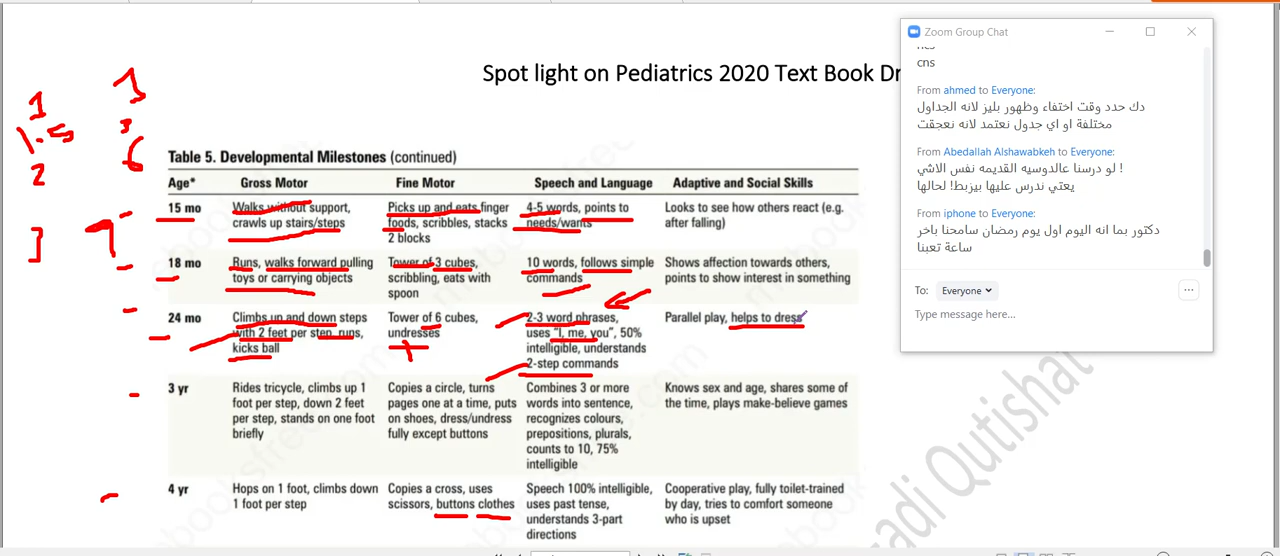 Spot light on Pediatrics 2020 Text Book Dr
1
1.5
2
3
1
3
6
9
Table 5. Developmental Milestones (continued)
Age* Gross Motor Fine Motor Speech and Language Adaptive and Social Skills
15 mo Walks without support, Picks up and eats finger 4-5 words, points to Looks to see how others react (e.g.
crawls up stairs/steps foods, scribbles, stacks needs/wants after falling)
2 blocks
18 mo Runs, walks forward pulling Tower of 3 cubes, 10 words, follows simple Shows affection towards others,
toys or carrying objects scribbling, eats with commands points to show interest in something
spoon
24 mo Climbs up and down steps Tower of 6 cubes, 2-3 word phrases, Parallel play, helps to dress
with 2 feet per step, runs, undresses uses "I, me, you", 50%
kicks ball intelligible, understands
2-step commands
3 yr Rides tricycle, climbs up 1 Copies a circle, turns Combines 3 or more Knows sex and age, shares some of
foot per step, down 2 feet pages one at a time, puts words into sentence, the time, plays make-believe games
per step, stands on one foot on shoes, dress/undress recognizes colours,
briefly fully except buttons prepositions, plurals,
counts to 10, 75%
intelligible
4 yr Hops on 1 foot, climbs down Copies a cross, uses Speech 100% intelligible, Cooperative play, fully toilet-trained
1 foot per step scissors, buttons clothes uses past tense, by day, tries to comfort someone
understands 3-part who is upset
directions
adi Qutishat
Zoom Group Chat
cns
From ahmed to Everyone:
دك حدد وقت اختفاء وظهور بليز لانه الجداول
مختلفة او اي جدول نعتمد لانه نعجقت
From Abedallah Alshawabkeh to Everyone:
! لو درسنا عالدوسيه القديمه نفس الاشي
يعتي ندرس عليها بيزبط! لحالها
From iphone to Everyone:
دكتور بما انه اليوم اول يوم رمضان سامحنا باخر
ساعة تعبنا
To: Everyone
Type message here...